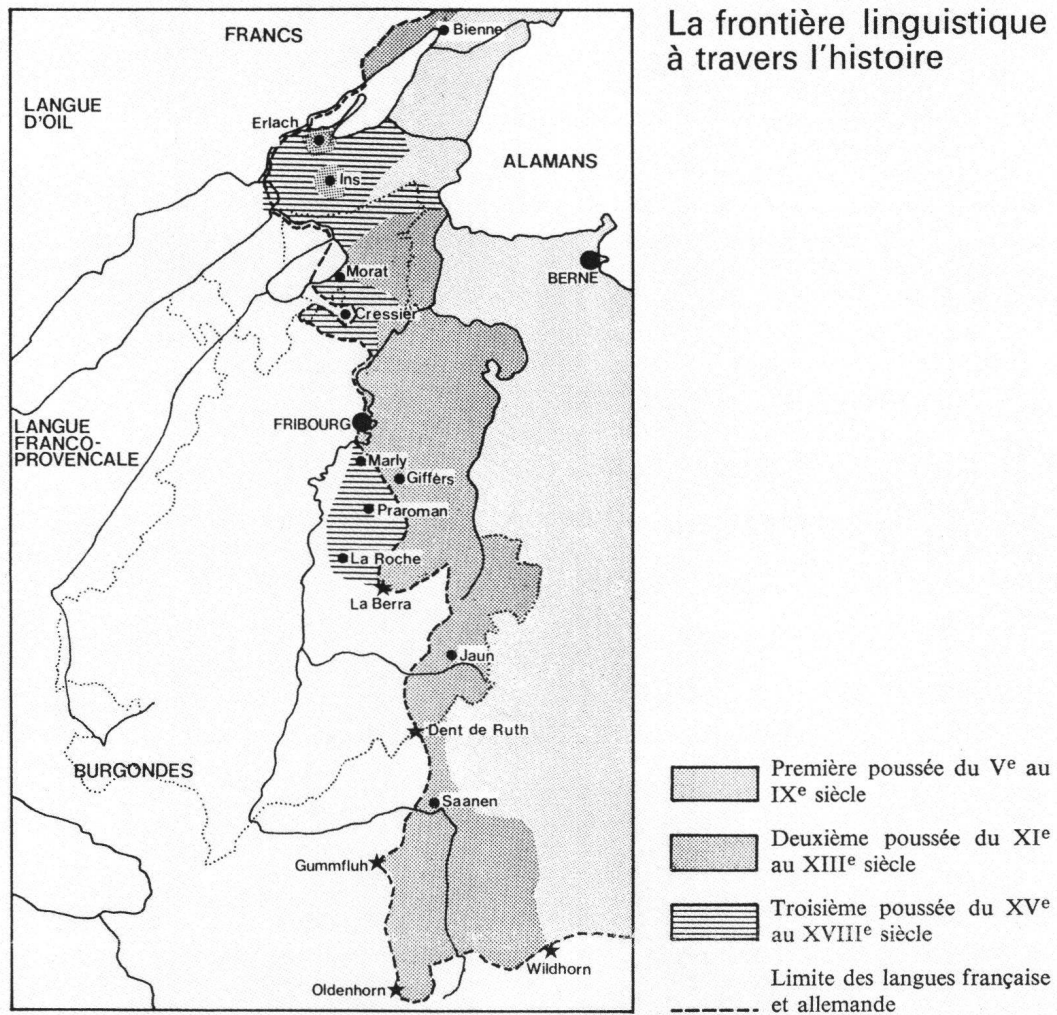 La frontière linguistique
à travers l'histoire
FRANCS
Bienne
LANGUE
D'OIL
Erlach
ALAMANS
Ins
Morat
BERNE
Cressier
FRIBOURG
LANGUE
FRANCO-
PROVENCALE
Marly
Giffers
Praroman
La Roche
La Berra
Jaun
Dent de Ruth
BURGONDES
Saanen
Gummfluh
Wildhorn
Oldenhorn
Première poussée du Ve au
IXe siècle
Deuxième poussée du XIe
au XIIIe siècle
Troisième poussée du XVe
au XVIIIe siècle
Limite des langues française
et allemande